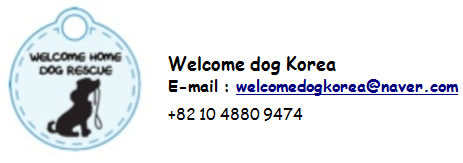 WELCOME HOME
DOG RESCUE
Welcome dog Korea
E-mail : welcomedogkorea@naver.com
+82 10 4880 9474